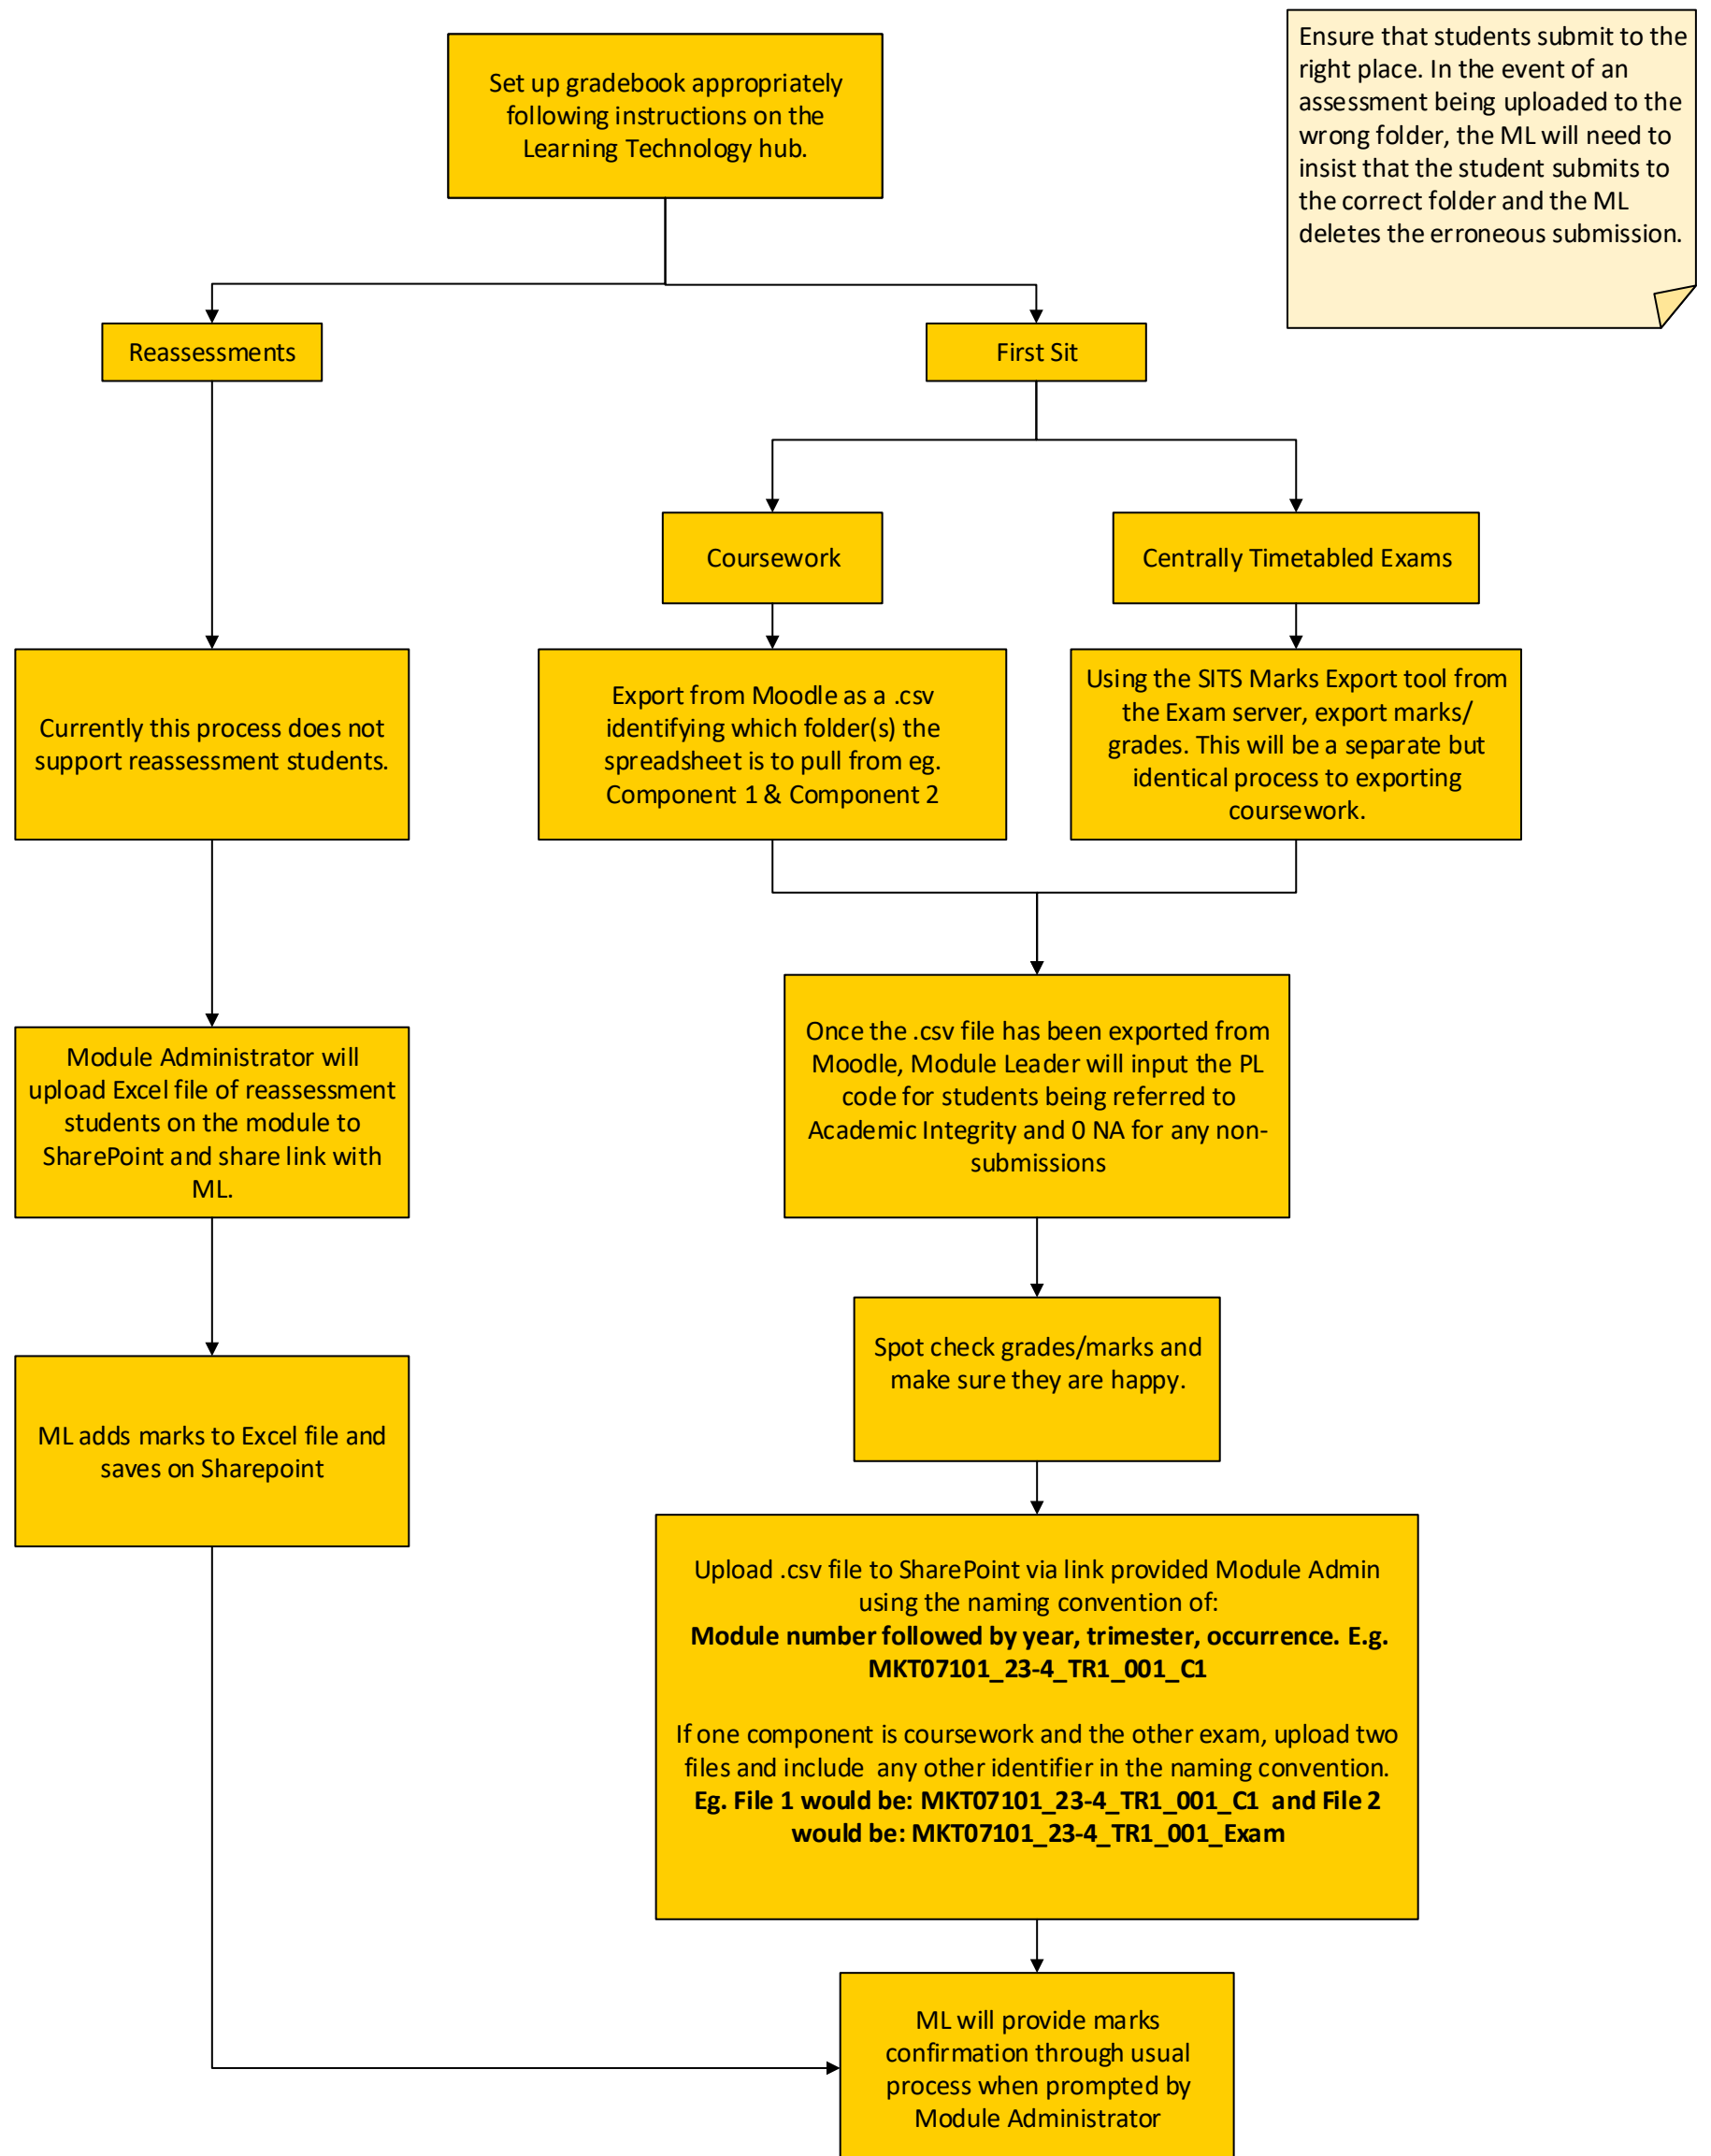 Set up gradebook appropriately
following instructions on the
Learning Technology hub.
Ensure that students submit to the
right place. In the event of an
assessment being uploaded to the
wrong folder, the ML will need to
insist that the student submits to
the correct folder and the ML
deletes the erroneous submission.
Reassessments
First Sit
Coursework
Centrally Timetabled Exams
Currently this process does not
support reassessment students.
Export from Moodle as a .csv
identifying which folder(s) the
spreadsheet is to pull from eg.
Component 1 & Component 2
Using the SITS Marks Export tool from
the Exam server, export marks/
grades. This will be a separate but
identical process to exporting
coursework.
Module Administrator will
upload Excel file of reassessment
students on the module to
SharePoint and share link with
ML.
Once the .csv file has been exported from
Moodle, Module Leader will input the PL
code for students being referred to
Academic Integrity and 0 NA for any non-
submissions
Spot check grades/marks and
make sure they are happy.
ML adds marks to Excel file and
saves on Sharepoint
Upload .csv file to SharePoint via link provided Module Admin
using the naming convention of:
Module number followed by year, trimester, occurrence. E.g.
MKT07101_23-4_TR1_001_C1
If one component is coursework and the other exam, upload two
files and include any other identifier in the naming convention.
Eg. File 1 would be: MKT07101_23-4_TR1_001_C1 and File 2
would be: MKT07101_23-4_TR1_001_Exam
ML will provide marks
confirmation through usual
process when prompted by
Module Administrator